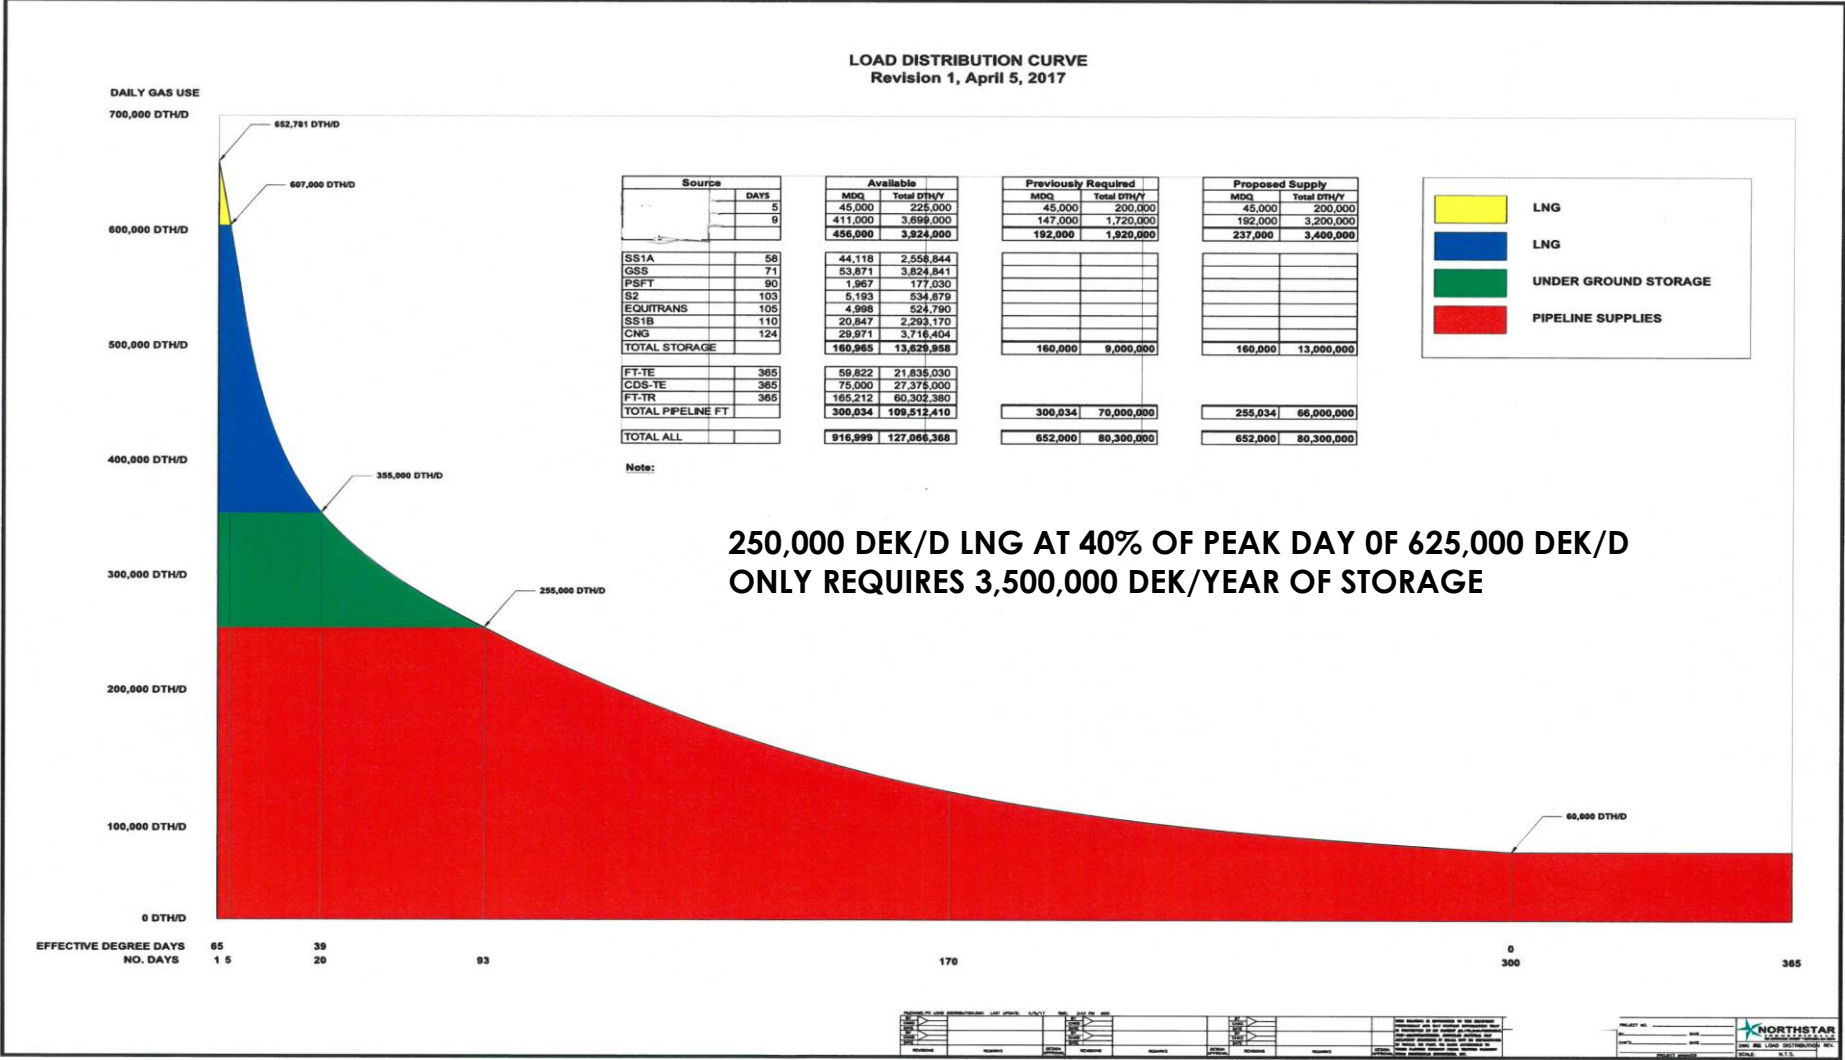 LOAD DISTRIBUTION CURVE
Revision 1, April 5, 2017
DAILY GAS USE
700,000 DTH/D
652,781 DTH/D
607,000 DTH/D
600,000 DTH/D
500,000 DTH/D
400,000 DTH/D
355,000 DTH/D
300,000 DTH/D
255,000 DTH/D
200,000 DTH/D
100,000 DTH/D
60,000 DTH/D
0 DTH/D
Source Available Previously Required Proposed Supply
DAYS MDQ Total DTH/Y MDQ Total DTH/Y MDQ Total DTH/Y
5 45,000 225,000 45,000 200,000 45,000 200,000
9 411,000 3,699,000 147,000 1,720,000 192,000 3,200,000
456,000 3,924,000 192,000 1,920,000 237,000 3,400,000
SS1A 58 44,118 2,558,844
GSS 71 53,871 3,824,841
PSFT 90 1,967 177,030
S2 103 5,193 534,879
EQUITRANS 105 4,998 524,790
SS1B 110 20,847 2,293,170
CNG 124 29,971 3,716,404
TOTAL STORAGE 160,965 13,629,958 160,000 9,000,000 160,000 13,000,000
FT-TE 365 59,822 21,835,030
CDS-TE 365 75,000 27,375,000
FT-TR 365 165,212 60,302,380
TOTAL PIPELINE FT 300,034 109,512,410 300,034 70,000,000 255,034 66,000,000
TOTAL ALL 916,999 127,066,368 652,000 80,300,000 652,000 80,300,000
Note:
LNG
LNG
UNDER GROUND STORAGE
PIPELINE SUPPLIES
250,000 DEK/D LNG AT 40% OF PEAK DAY 0F 625,000 DEK/D
ONLY REQUIRES 3,500,000 DEK/YEAR OF STORAGE
EFFECTIVE DEGREE DAYS 65 39 0
NO. DAYS 1 5 20 93 170 300 365
REVISIONS REMARKS REVISIONS REMARKS REVISIONS REMARKS
PROJECT NO.
PROJECT MANAGER
NORTHSTAR
SCALE: N.T.S.